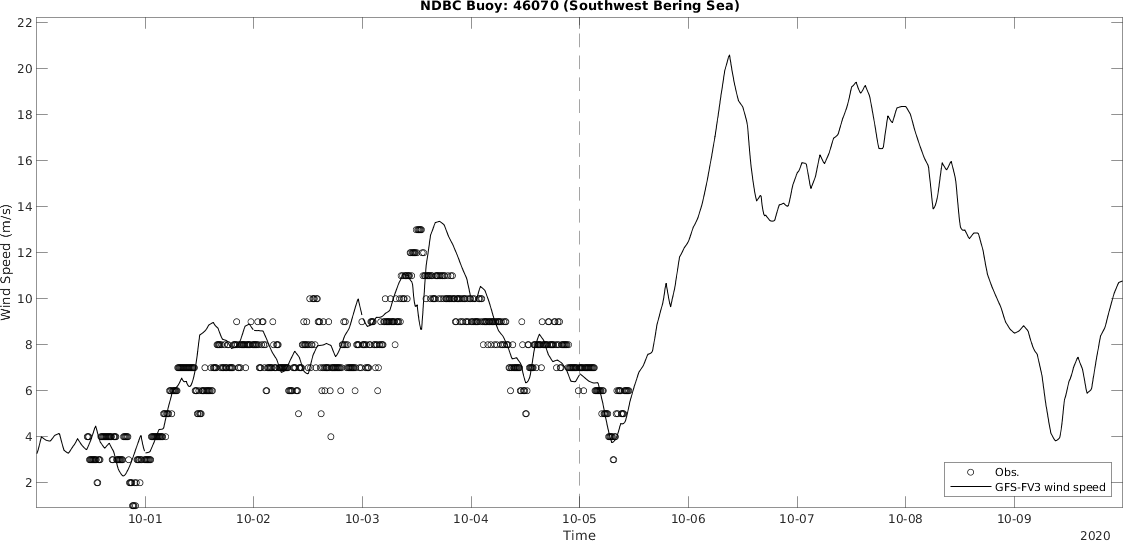 NDBC Buoy: 46070 (Southwest Bering Sea)
22
20
18
16
14
12
10
8
6
4
2
Wind Speed (m/s)
Obs.
GFS-FV3 wind speed
10-01 10-02 10-03 10-04 10-05 10-06 10-07 10-08 10-09
Time
2020